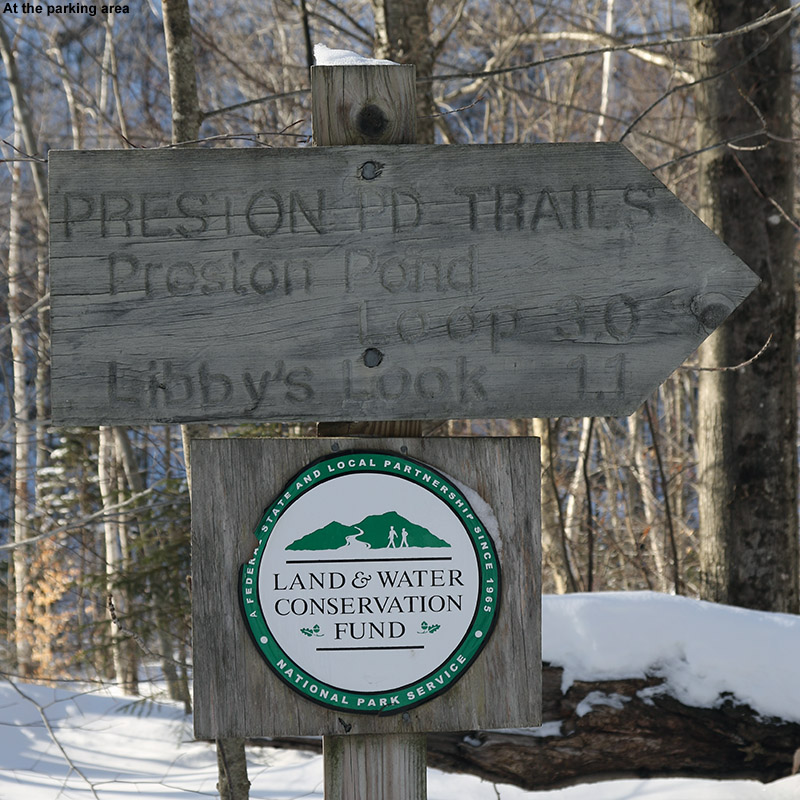 At the parking area
PRESTON PD TRAILS
Preston Pond
Loop 3.0
Libby's Look 1.1
A FEDERAL, STATE AND LOCAL PARTNERSHIP SINCE 1965
LAND & WATER
CONSERVATION
FUND
NATIONAL PARK SERVICE